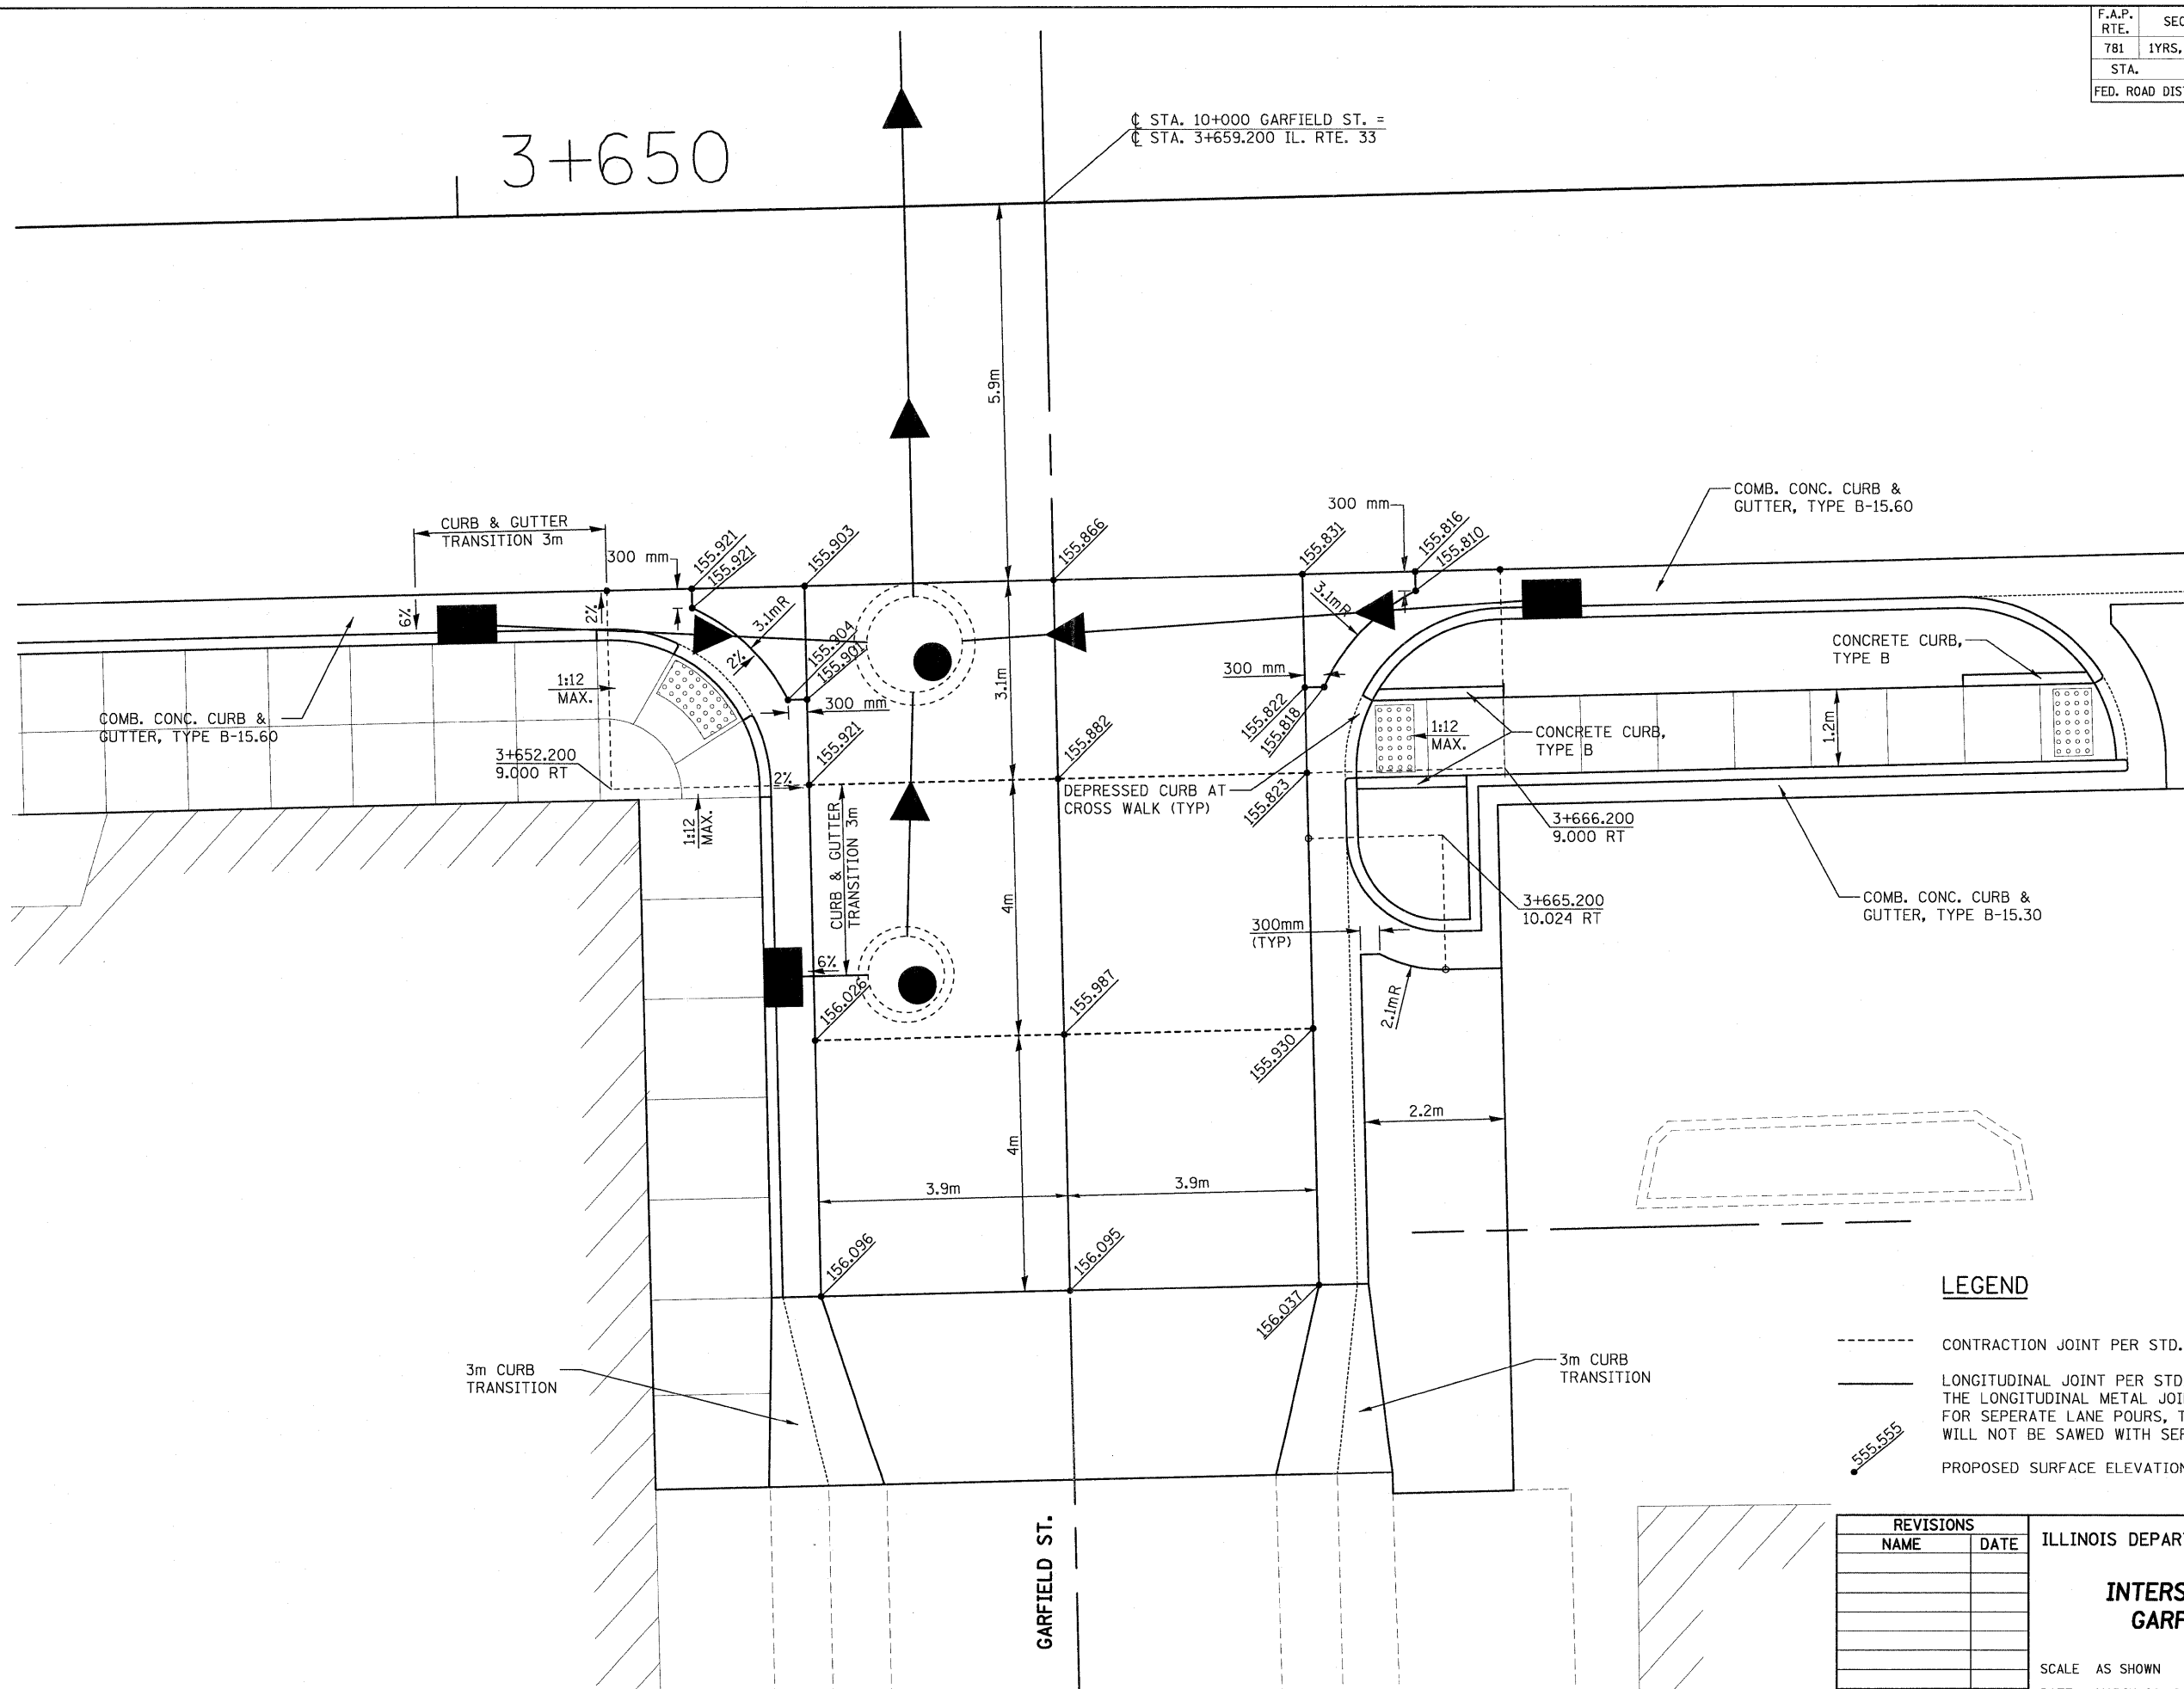 F.A.P.
RTE.
781
1YRS,
STA.
FED. ROAD
3+650
℄ STA. 10+000 GARFIELD ST. =
℄ STA. 3+659.200 IL. RTE. 33
5.9m
CURB & GUTTER
TRANSITION 3m
300 mm
155.921
155.921
155.903
155.866
155.831
300 mm
155.816
155.810
COMB. CONC. CURB &
GUTTER, TYPE B-15.60
6%
2%
3.1mR
2%
155.904
155.901
300 mm
3.1m
3.1mR
300 mm
155.822
155.818
CONCRETE CURB,
TYPE B
1:12
MAX.
COMB. CONC. CURB &
GUTTER, TYPE B-15.60
3+652.200
9.000 RT
2%
155.921
155.882
DEPRESSED CURB AT
CROSS WALK (TYP)
155.823
1:12
MAX.
CONCRETE CURB,
TYPE B
1.2m
1:12
MAX.
CURB & GUTTER
TRANSITION 3m
4m
3+666.200
9.000 RT
3+665.200
10.024 RT
COMB. CONC. CURB &
GUTTER, TYPE B-15.30
300mm
(TYP)
6%
156.026
155.987
155.930
2.1mR
4m
2.2m
3.9m
3.9m
156.096
156.095
156.037
3m CURB
TRANSITION
3m CURB
TRANSITION
GARFIELD ST.
LEGEND
CONTRACTION JOINT PER STD.
LONGITUDINAL JOINT PER STD
THE LONGITUDINAL METAL
FOR SEPERATE LANE POURS,
WILL NOT BE SAWED WITH
555.555
PROPOSED SURFACE ELEVATION
REVISIONS
NAME
DATE
ILLINOIS
SCALE AS SHOWN